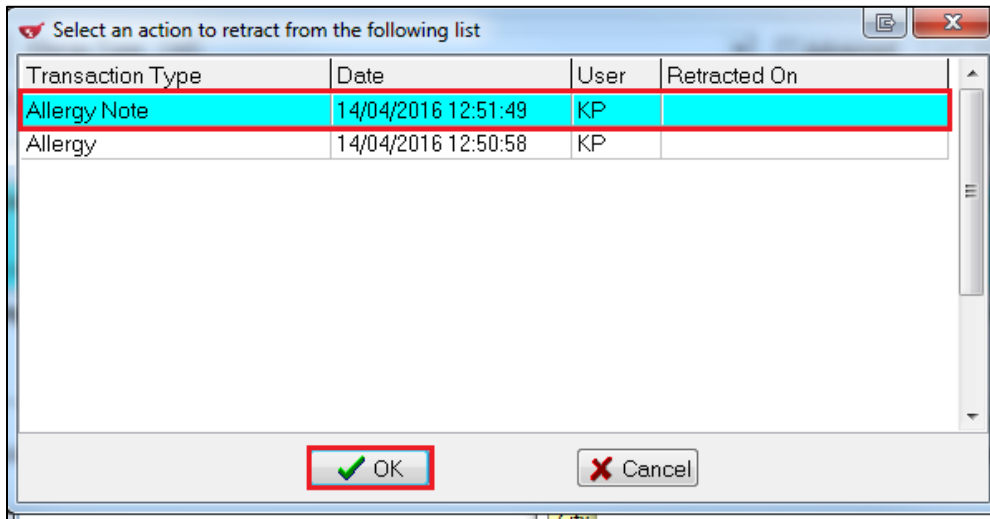 Select an action to retract from the following list
Transaction Type Date User Retracted On
Allergy Note 14/04/2016 12:51:49 KP
Allergy 14/04/2016 12:50:58 KP
OK Cancel